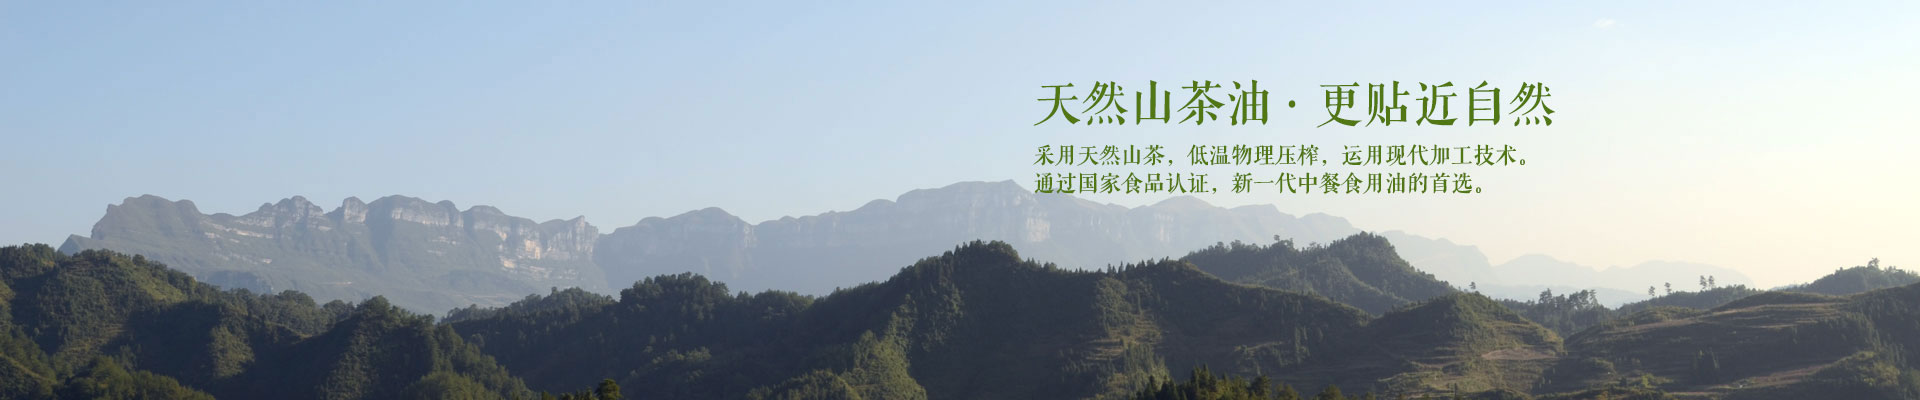 天然山茶油·更贴近自然
采用天然山茶，低温物理压榨，运用现代加工技术。
通过国家食品认证，新一代中餐食用油的首选。